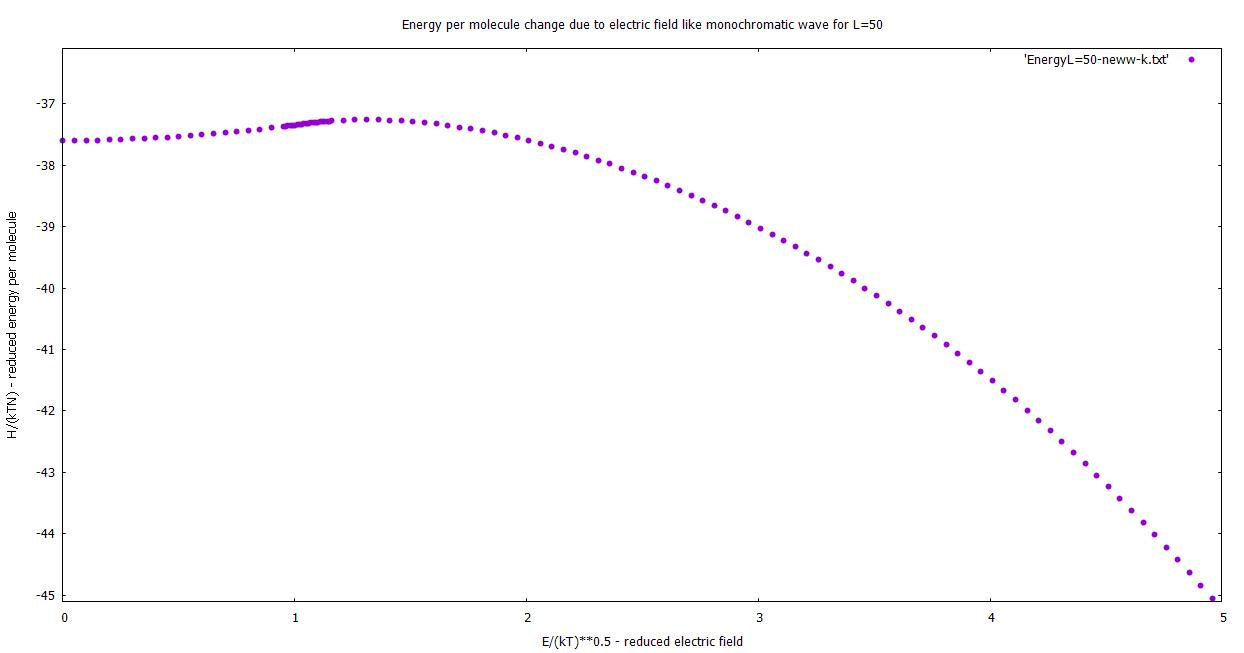 Energy per molecule change due to electric field like monochromatic wave for L=50
'EnergyL=50-neww-k.txt'
H/(kTN) - reduced energy per molecule
-37
-38
-39
-40
-41
-42
-43
-44
-45
0 1 2 3 4 5
E/(kT)**0.5 - reduced electric field